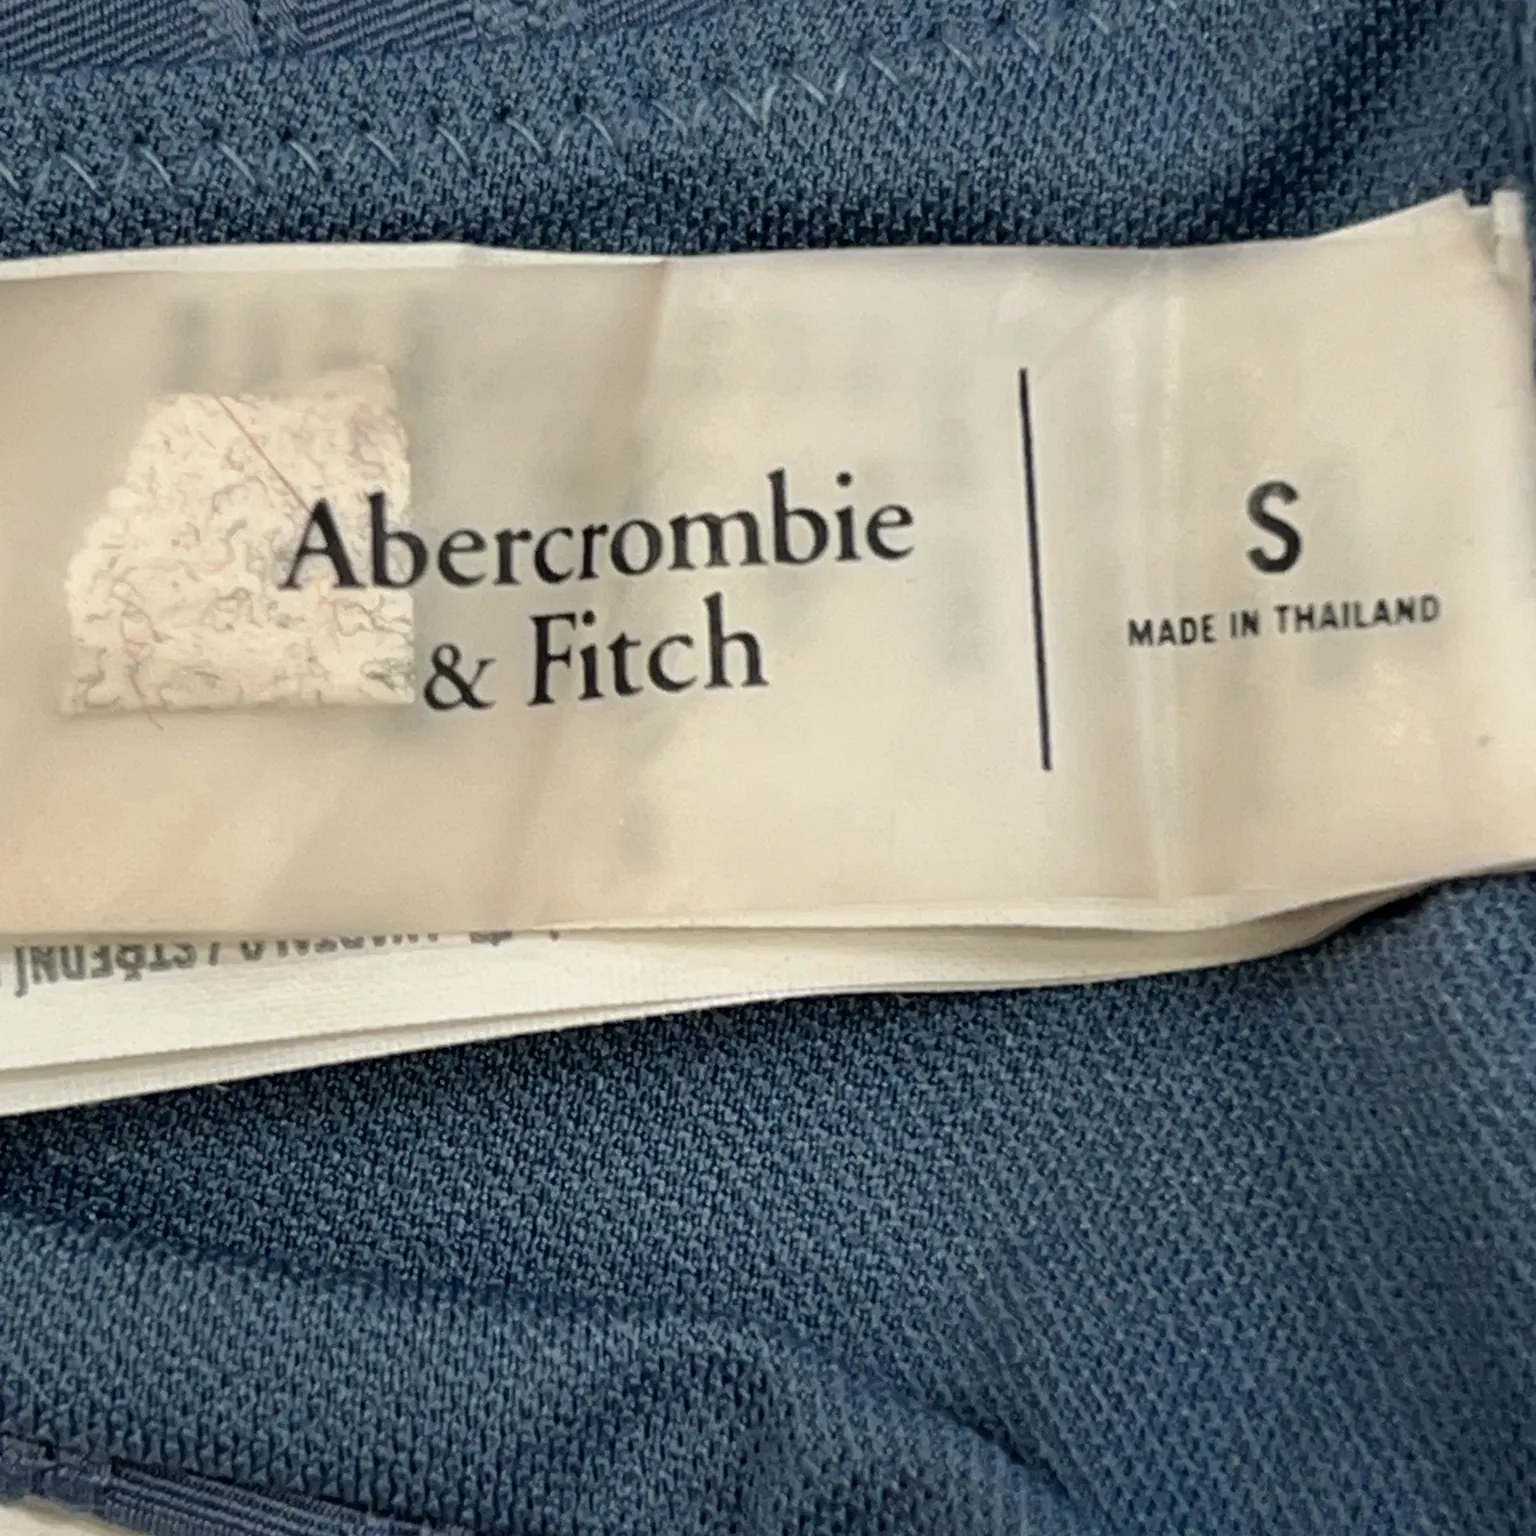 Abercrombie
& Fitch
S
MADE IN THAILAND